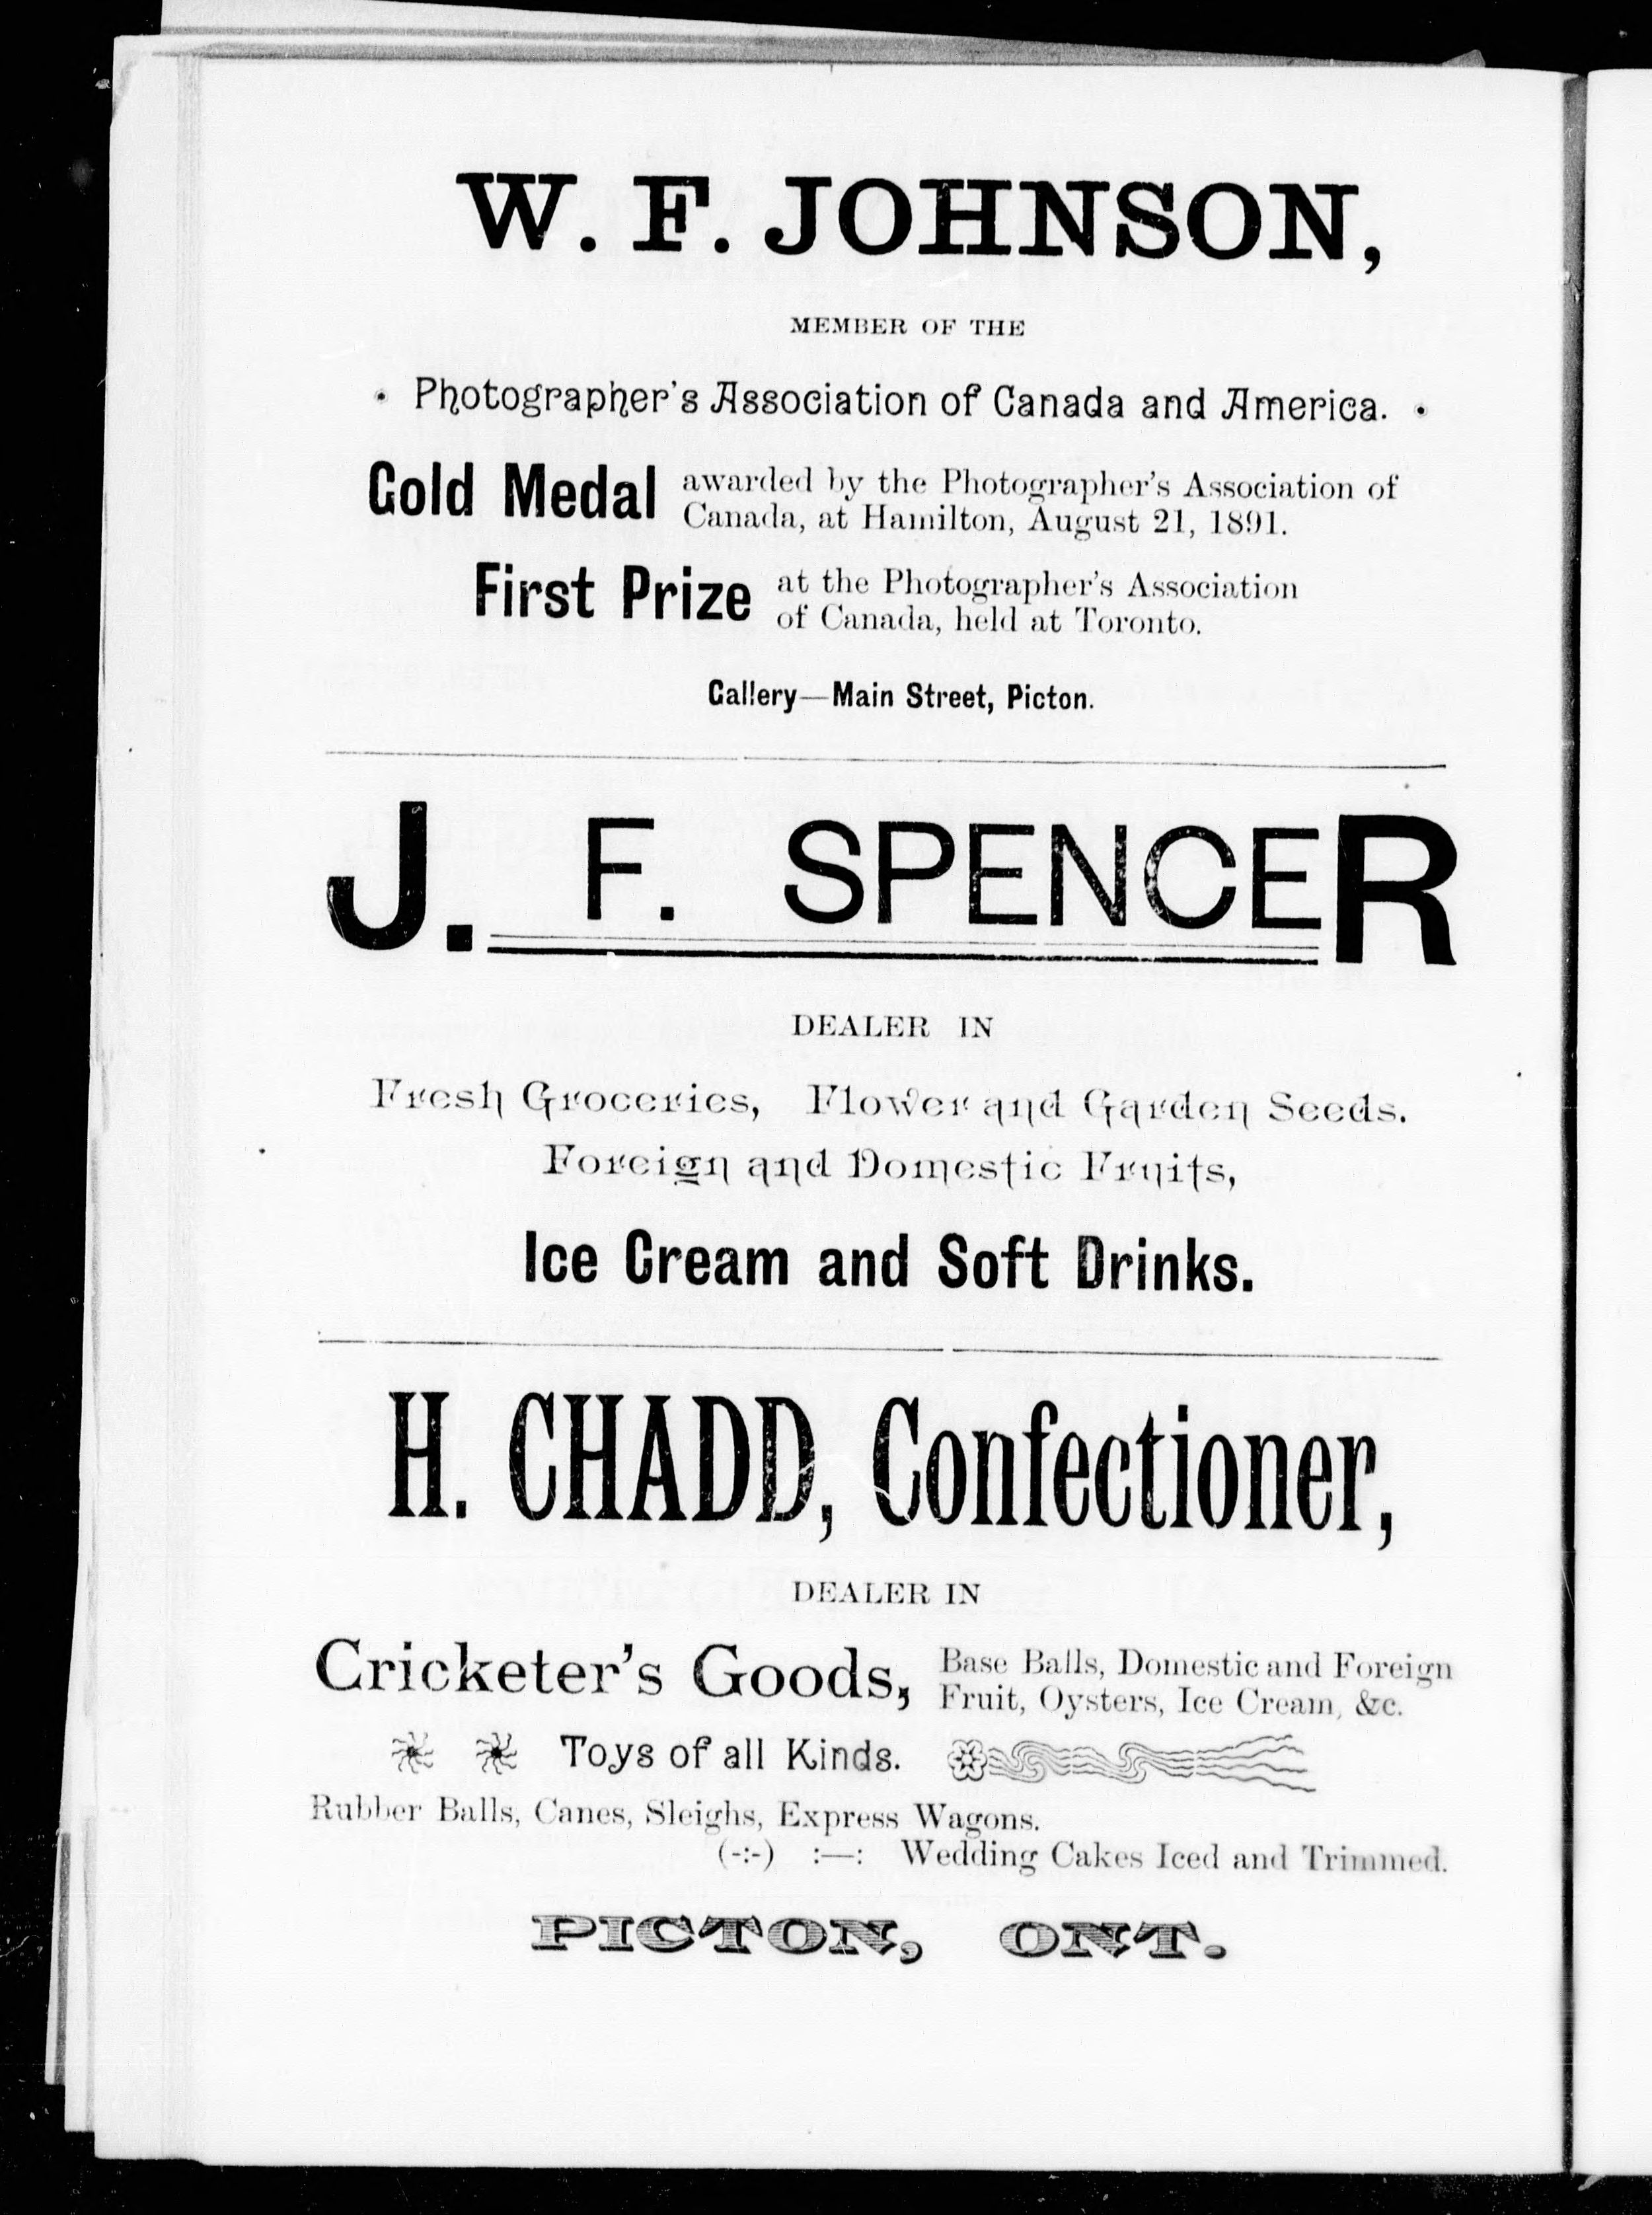 W. F. JOHNSON,
MEMBER OF THE
Photographer's Association of Canada and America.
Gold Medal awarded by the Photographer's Association of
Canada, at Hamilton, August 21, 1891.
First Prize at the Photographer's Association
of Canada, held at Toronto.
Gallery—Main Street, Picton.
J. F. SPENCER
DEALER IN
Fresh Groceries, Flower and Garden Seeds.
Foreign and Domestic Fruits,
Ice Cream and Soft Drinks.
H. CHADD, Confectioner,
DEALER IN
Cricketer's Goods, Base Balls, Domestic and Foreign
Fruit, Oysters, Ice Cream, &c.
Toys of all Kinds.
Rubber Balls, Canes, Sleighs, Express Wagons.
(-:-) :—: Wedding Cakes Iced and Trimmed.
PICTON, ONT.